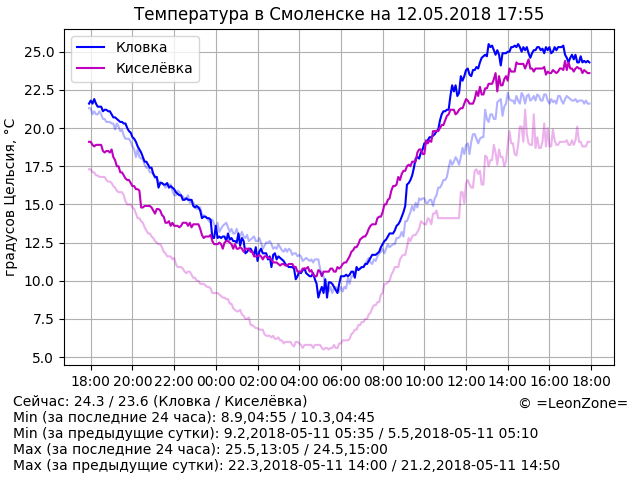 Температура в Смоленске на 12.05.2018 17:55
градусов Цельсия, °C
Кловка
Киселёвка
25.0
22.5
20.0
17.5
15.0
12.5
10.0
7.5
5.0
18:00 20:00 22:00 00:00 02:00 04:00 06:00 08:00 10:00 12:00 14:00 16:00 18:00
Сейчас: 24.3 / 23.6 (Кловка / Киселёвка)
© =LeonZone=
Min (за последние 24 часа): 8.9,04:55 / 10.3,04:45
Min (за предыдущие сутки): 9.2,2018-05-11 05:35 / 5.5,2018-05-11 05:10
Max (за последние 24 часа): 25.5,13:05 / 24.5,15:00
Max (за предыдущие сутки): 22.3,2018-05-11 14:00 / 21.2,2018-05-11 14:50